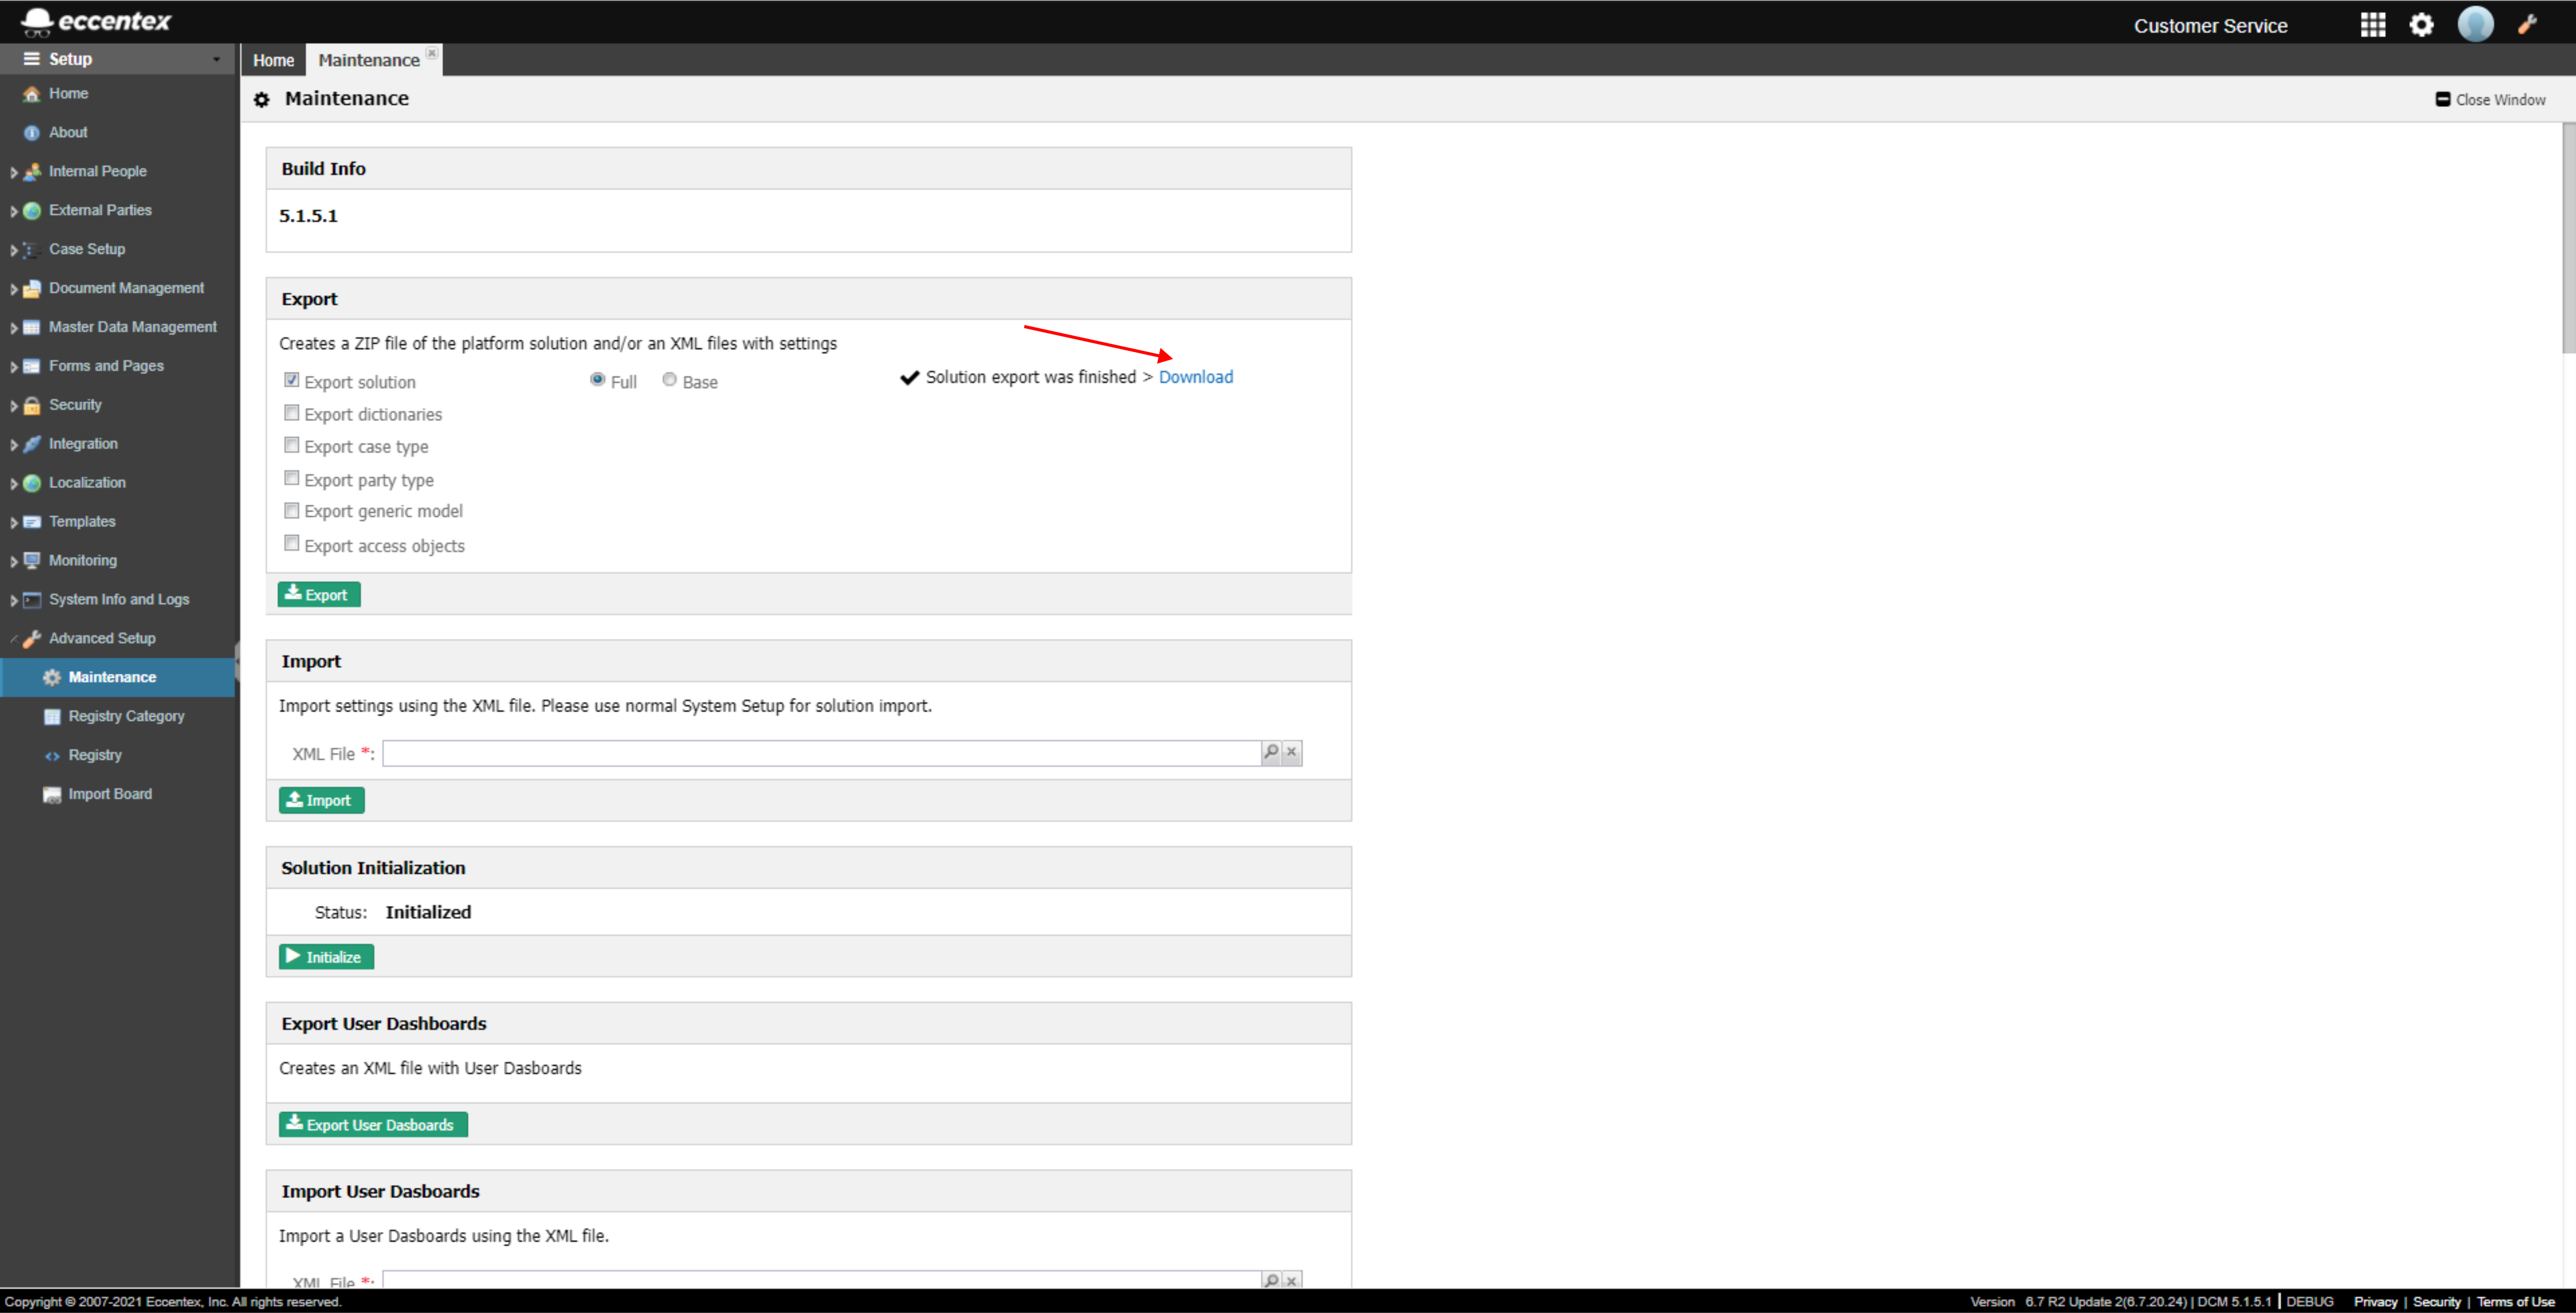 eccentex
Customer Service
Setup
Home
Maintenance
Home
About
Internal People
External Parties
Case Setup
Document Management
Master Data Management
Forms and Pages
Security
Integration
Localization
Templates
Monitoring
System Info and Logs
Advanced Setup
Maintenance
Registry Category
Registry
Import Board
Maintenance
Close Window
Build Info
5.1.5.1
Export
Creates a ZIP file of the platform solution and/or an XML files with settings
Export solution Full Base Solution export was finished > Download
Export dictionaries
Export case type
Export party type
Export generic model
Export access objects
Export
Import
Import settings using the XML file. Please use normal System Setup for solution import.
XML File *:
Import
Solution Initialization
Status: Initialized
Initialize
Export User Dashboards
Creates an XML file with User Dasboards
Export User Dasboards
Import User Dasboards
Import a User Dasboards using the XML file.
XML File *:
Copyright © 2007-2021 Eccentex, Inc. All rights reserved.
Version 6.7 R2 Update 2(6.7.20.24) | DCM 5.1.5.1 | DEBUG Privacy | Security | Terms of Use